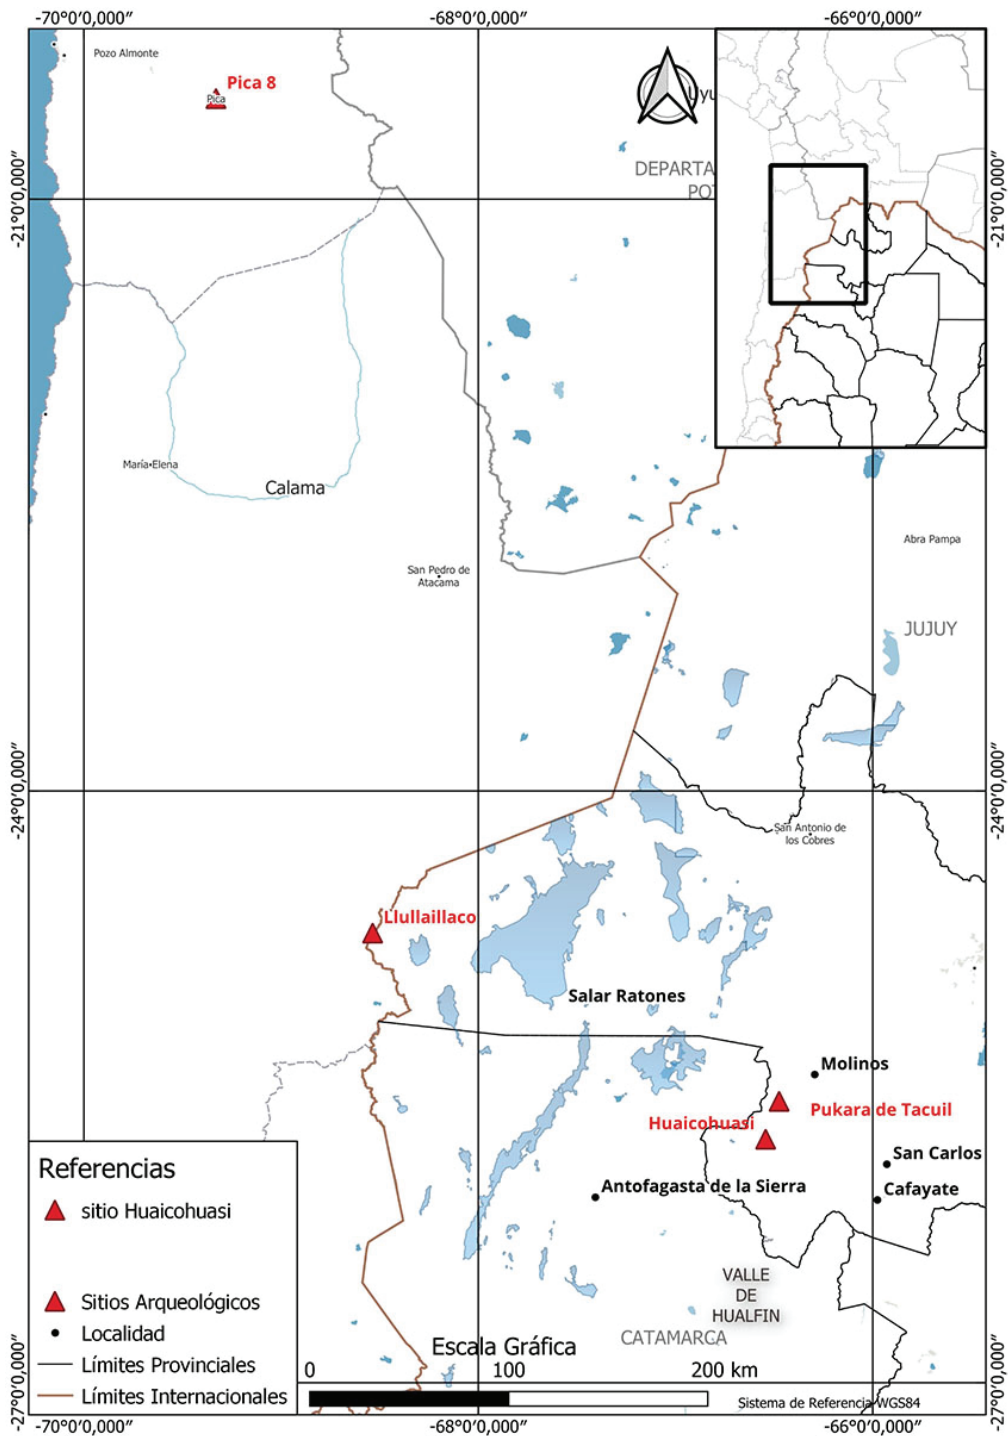 -70°0'0,000"
-68°0'0,000"
-66°0'0,000"
Pozo Almonte
Pica 8
Pica
Uyu
DEPARTA
POT
-21°0'0,000"
-21°0'0,000"
María Elena
Calama
San Pedro de
Atacama
Abra Pampa
JUJUY
-24°0'0,000"
-24°0'0,000"
San Antonio de
los Cobres
Llullaillaco
Salar Ratones
Molinos
Pukara de Tacuil
Huaicohuasi
San Carlos
Cafayate
Antofagasta de la Sierra
VALLE
DE
HUALFIN
CATAMARCA
Referencias
sitio Huaicohuasi
Sitios Arqueológicos
Localidad
Límites Provinciales
Límites Internacionales
Escala Gráfica
0 100 200 km
Sistema de Referencia WGS84
-27°0'0,000"
-27°0'0,000"
-70°0'0,000"
-68°0'0,000"
-66°0'0,000"